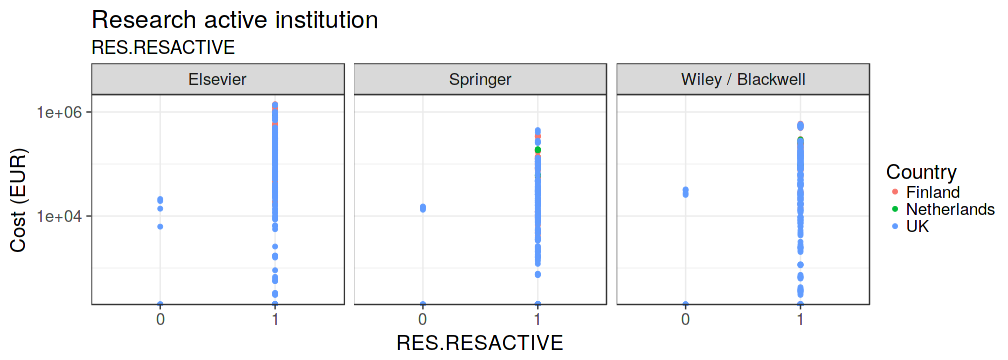 Research active institution
RES.RESACTIVE
Elsevier Springer Wiley / Blackwell
1e+06
1e+04
Cost (EUR)
0 1 0 1 0 1
RES.RESACTIVE
Country
Finland
Netherlands
UK